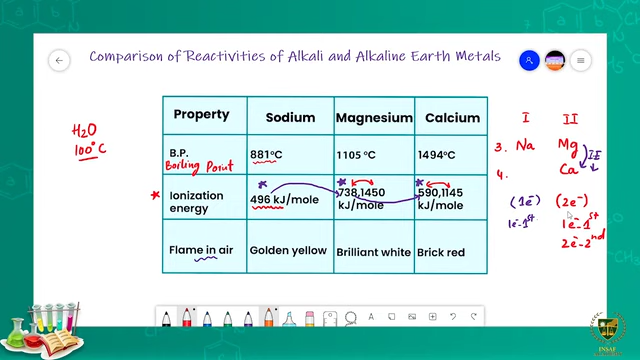 Comparison of Reactivities of Alkali and Alkaline Earth Metals
H₂O
100°C
Property Sodium Magnesium Calcium
B.P. 881°C 1105 °C 1494°C
Boiling Point
* Ionization energy * 496 kJ/mole * 738,1450 kJ/mole * 590,1145 kJ/mole
Flame in air Golden yellow Brilliant white Brick red
I II
3. Na Mg
I.E ↓
4. Ca
(1e⁻) (2e⁻)
1e⁻-1st 1e⁻-1st
2e⁻-2nd
A
INSAF